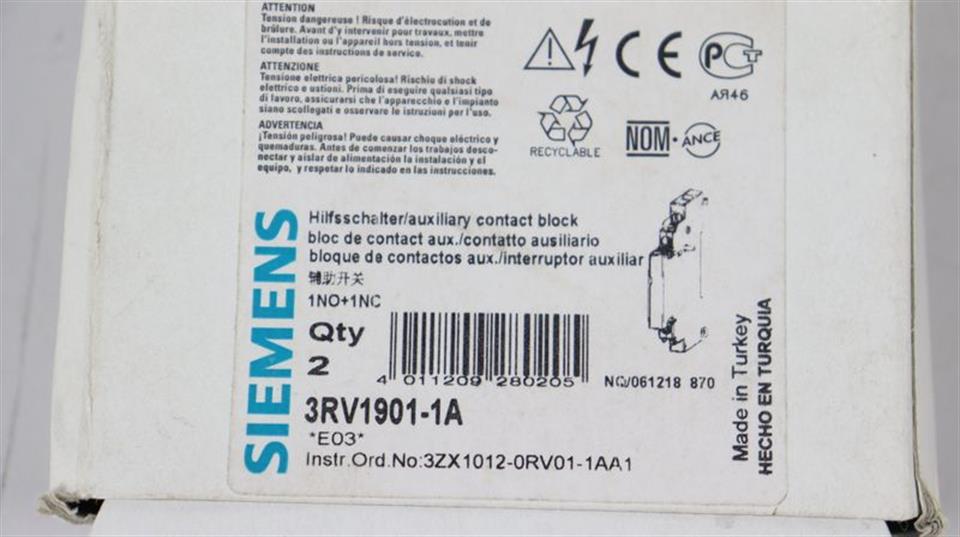 ATTENTION
Tension dangereuse ! Risque d'électrocution et de
brûlure. Avant d'y intervenir pour travaux, mettre
l'installation ou l'appareil hors tension, et tenir
compte des instructions de service.
ATTENZIONE
Tensione elettrica pericolosa! Rischio di shock
elettrico e ustioni. Prima di eseguire qualsiasi tipo
di lavoro, assicurarsi che l'apparecchio e l'impianto
siano scollegati e osservare le istruzioni per l'uso.
ADVERTENCIA
¡Tensión peligrosa! Puede causar choque eléctrico y
quemaduras. Antes de comenzar los trabajos desco-
nectar y aislar de alimentación la instalación y el
equipo, y respetar lo indicado en las instrucciones.
CE
АЯ46
RECYCLABLE
NOM·ANCE
SIEMENS
Hilfsschalter/auxiliary contact block
bloc de contact aux./contatto ausiliario
bloque de contactos aux./interruptor auxiliar
辅助开关
1NO+1NC
Qty
2
4 011209 280205
NQ/061218 870
3RV1901-1A
*E03*
Instr.Ord.No:3ZX1012-0RV01-1AA1
Made in Turkey
HECHO EN TURQUIA